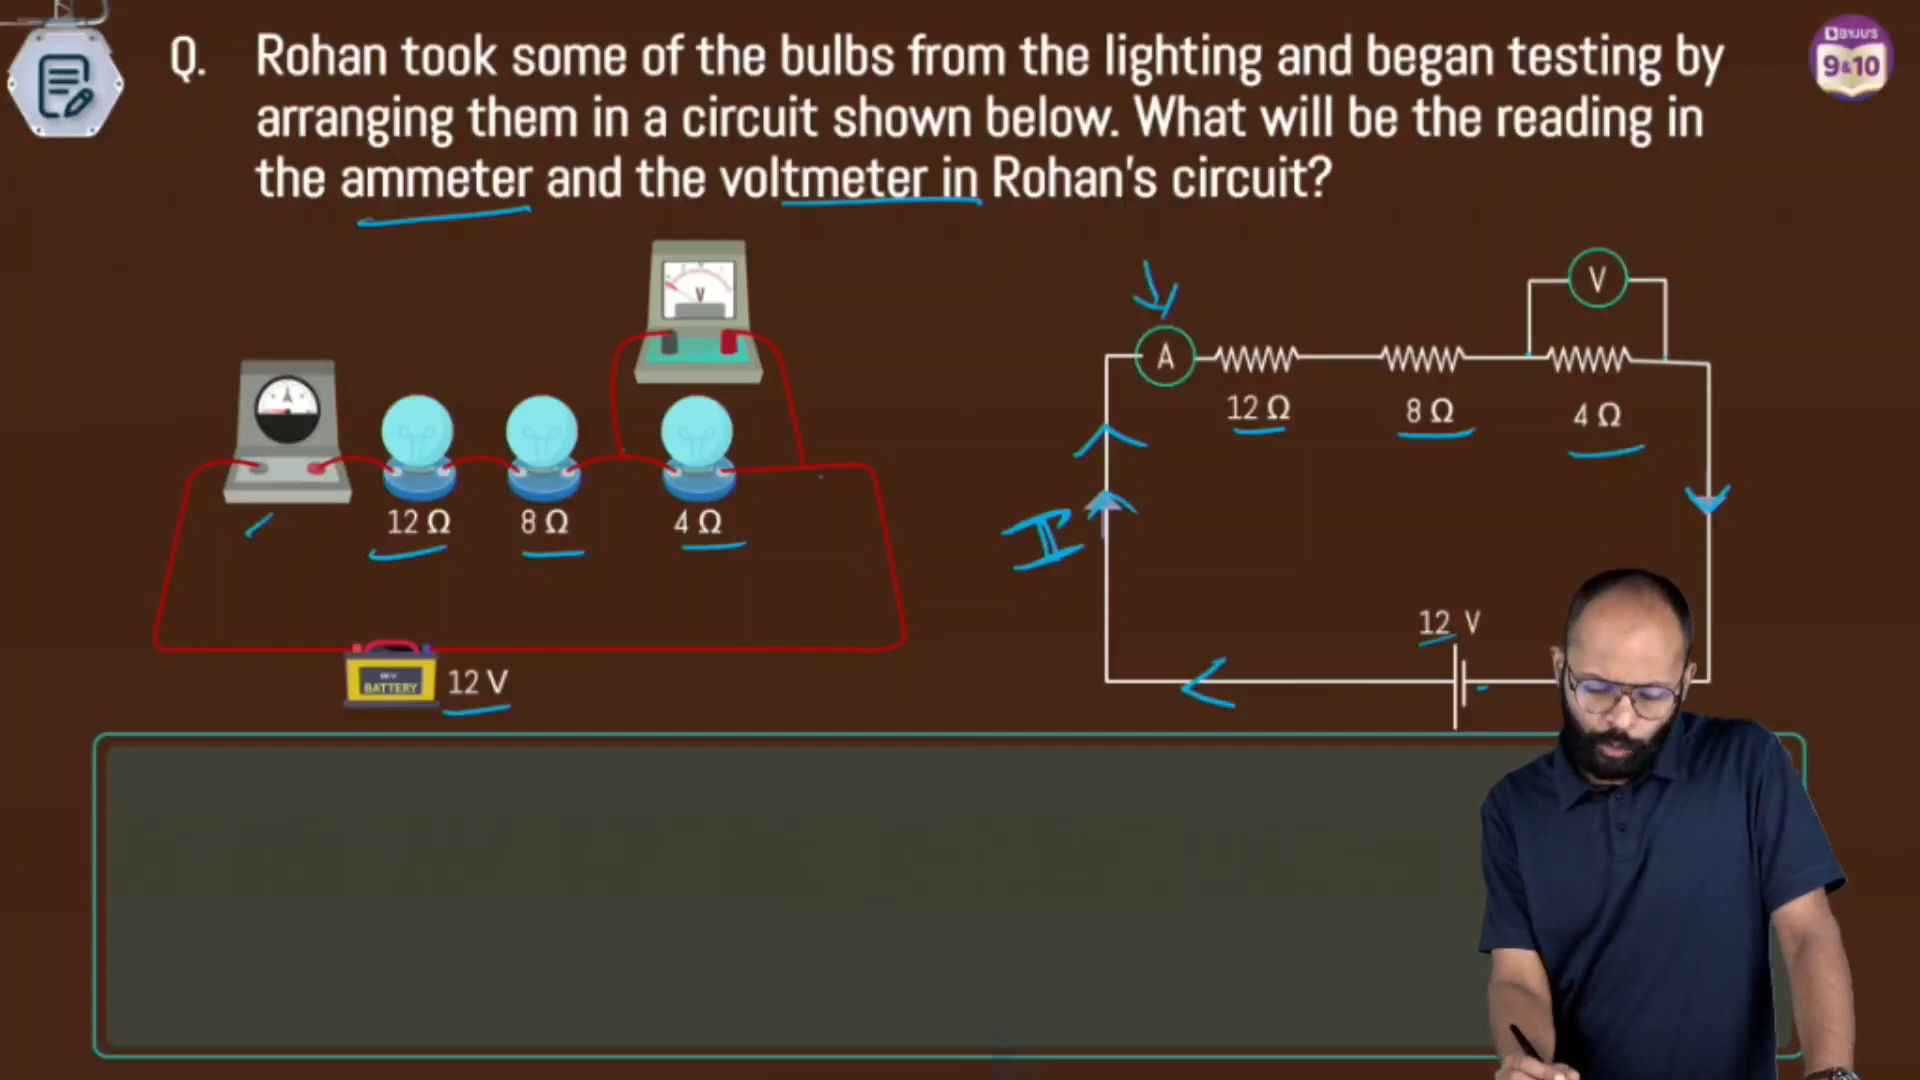 Q. Rohan took some of the bulbs from the lighting and began testing by
arranging them in a circuit shown below. What will be the reading in
the ammeter and the voltmeter in Rohan's circuit?
BYJU'S
9&10
V
A
12 Ω
8 Ω
4 Ω
BATTERY
12 V
V
A
12 Ω
8 Ω
4 Ω
I
12 V